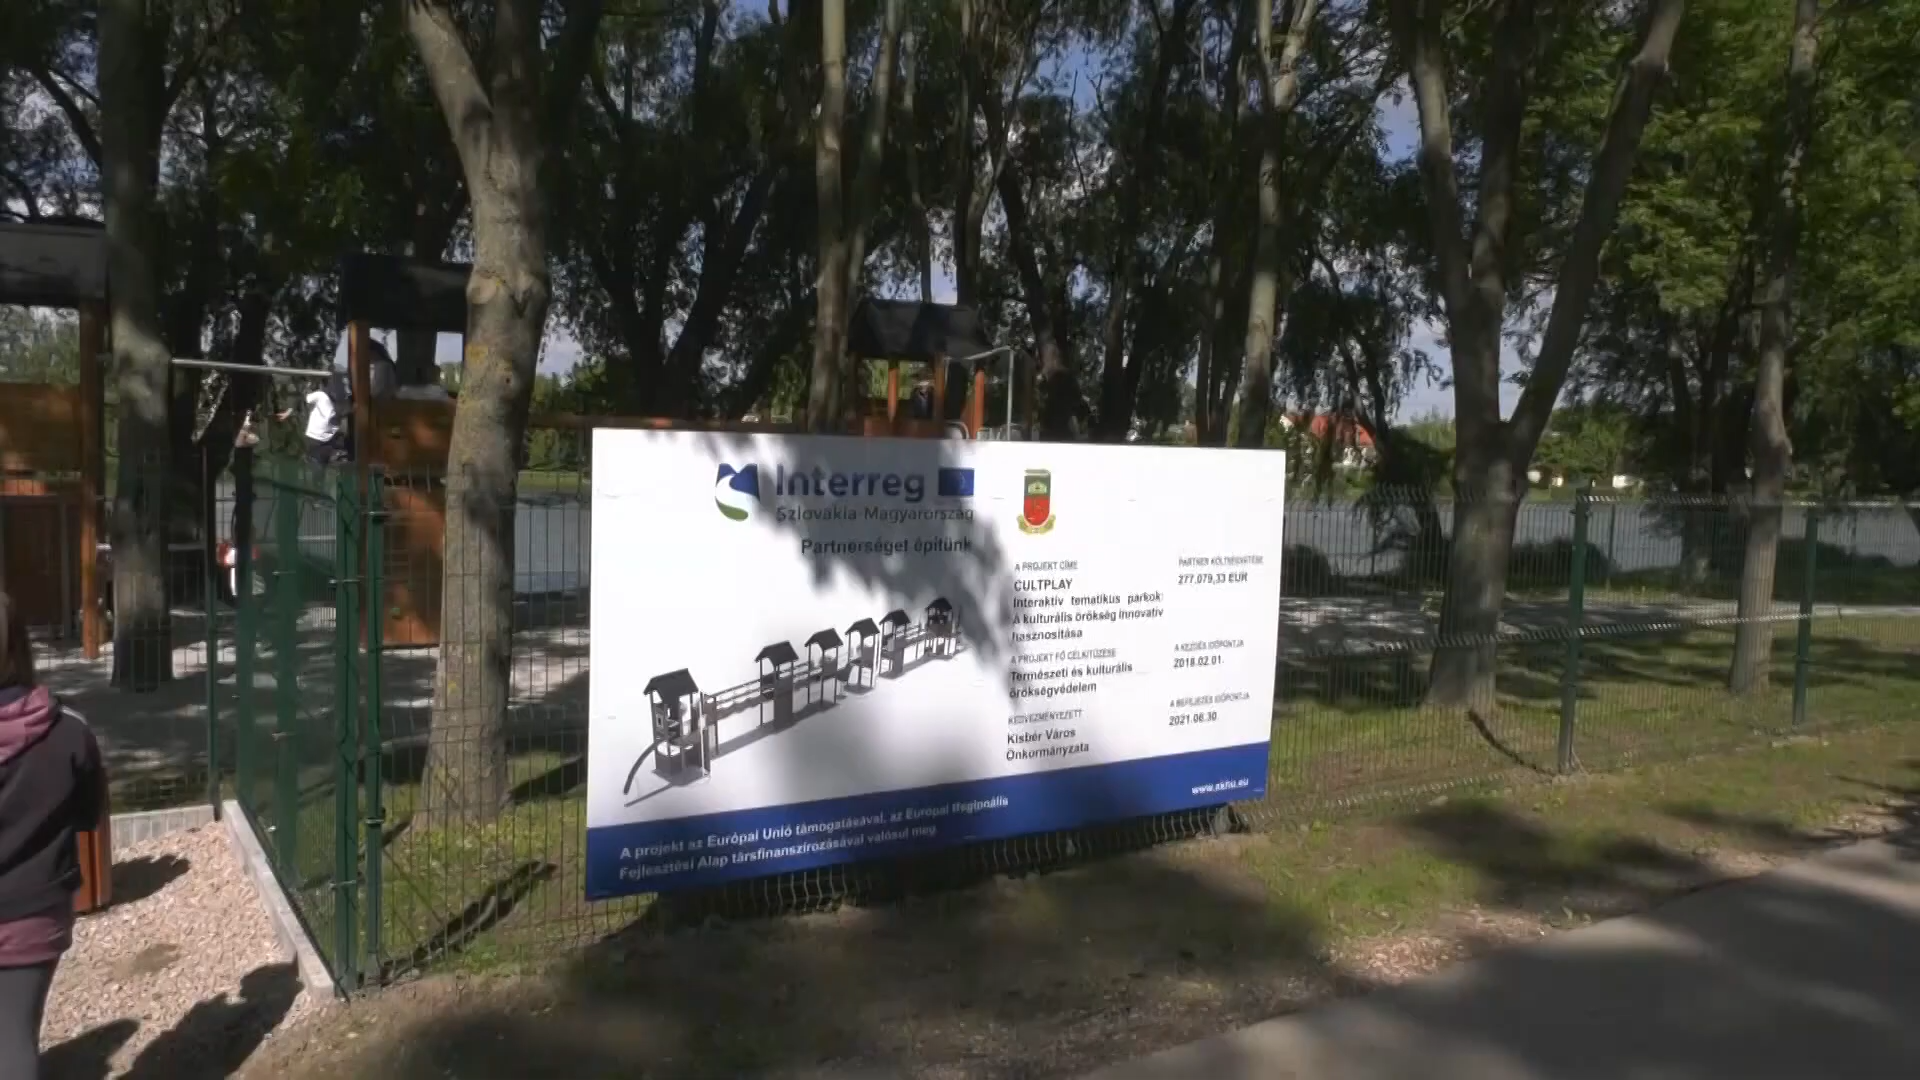 Interreg
Szlovakia-Magyarország
Partnerséget építünk
A PROJEKT CÍME
CULTPLAY
Interaktív tematikus parkok:
A kulturális örökség innovatív
hasznosítása
A PROJEKT FŐ CÉLKITŰZÉSE
Természeti és kulturális
örökségvédelem
KEDVEZMÉNYEZETT
Kisbér Város
Önkormányzata
PARTNER KÖLTSÉGVETÉSE
277.079,33 EUR
A KEZDÉS IDŐPONTJA
2018.02.01.
A BEFEJEZÉS IDŐPONTJA
2021.06.30.
www.skhu.eu
A projekt az Európai Unió támogatásával, az Európai Regionális
Fejlesztési Alap társfinanszírozásával valósul meg.